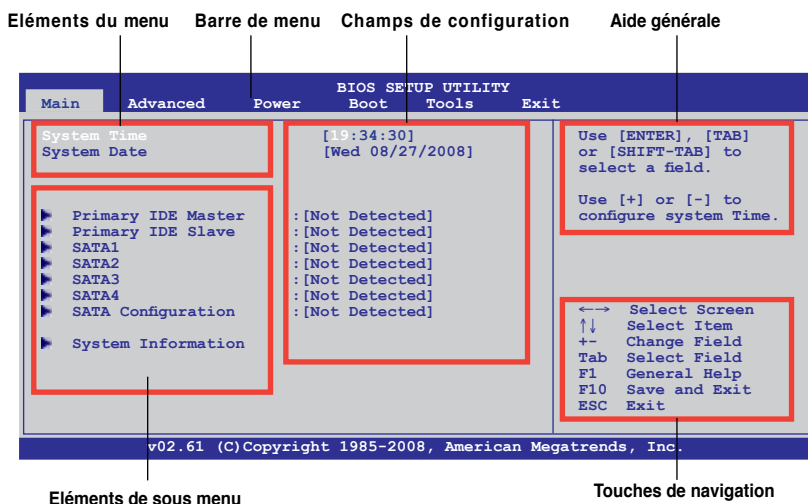 Eléments du menu Barre de menu Champs de configuration Aide générale
BIOS SETUP UTILITY
Main Advanced Power Boot Tools Exit
System Time [19:34:30]
System Date [Wed 08/27/2008]
Use [ENTER], [TAB]
or [SHIFT-TAB] to
select a field.
Use [+] or [-] to
configure system Time.
Primary IDE Master :[Not Detected]
Primary IDE Slave :[Not Detected]
SATA1 :[Not Detected]
SATA2 :[Not Detected]
SATA3 :[Not Detected]
SATA4 :[Not Detected]
SATA Configuration :[Not Detected]
System Information
←→ Select Screen
↑↓ Select Item
+- Change Field
Tab Select Field
F1 General Help
F10 Save and Exit
ESC Exit
v02.61 (C)Copyright 1985-2008, American Megatrends, Inc.
Eléments de sous menu Touches de navigation